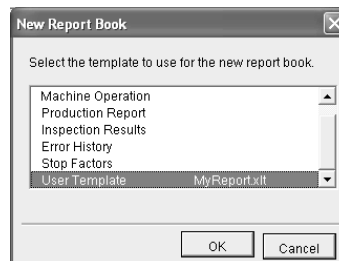 New Report Book
Select the template to use for the new report book.
Machine Operation
Production Report
Inspection Results
Error History
Stop Factors
User Template MyReport.xlt
OK Cancel